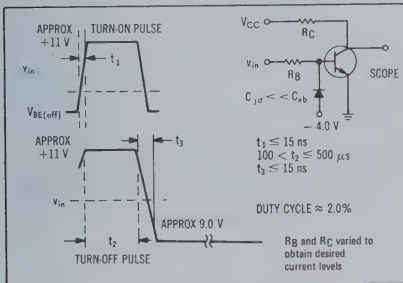 APPROX
+11 V
TURN-ON PULSE
t1
vin
VBE(off)
APPROX
+11 V
t3
vin
APPROX 9.0 V
t2
TURN-OFF PULSE
VCC
RC
vin
RB
SCOPE
Cjd << Ceb
- 4.0 V
t1 ≤ 15 ns
100 < t2 ≤ 500 μs
t3 ≤ 15 ns
DUTY CYCLE ≈ 2.0%
RB and RC varied to
obtain desired
current levels